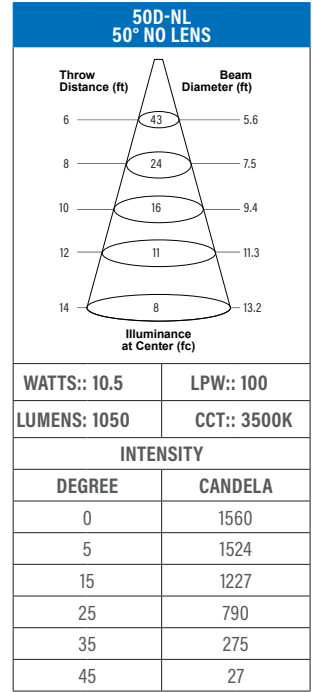 50D-NL
50° NO LENS
Throw
Distance (ft)
Beam
Diameter (ft)
6 43 5.6
8 24 7.5
10 16 9.4
12 11 11.3
14 8 13.2
Illuminance
at Center (fc)
WATTS:: 10.5 LPW:: 100
LUMENS: 1050 CCT:: 3500K
INTENSITY
DEGREE CANDELA
0 1560
5 1524
15 1227
25 790
35 275
45 27